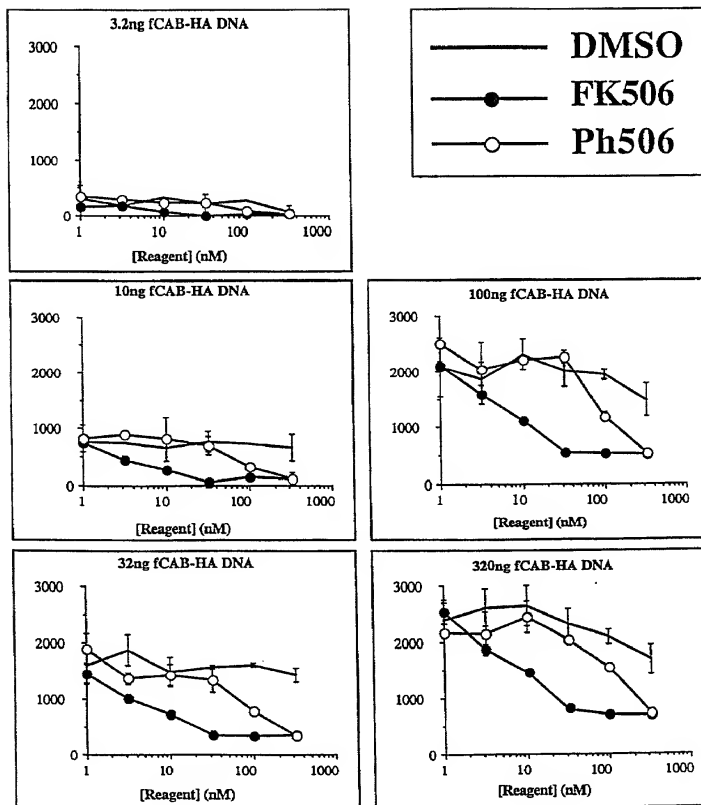 3.2ng fCAB-HA DNA
3000
2000
1000
0
1 10 100 1000
[Reagent] (nM)
DMSO
FK506
Ph506
10ng fCAB-HA DNA
3000
2000
1000
0
1 10 100 1000
[Reagent] (nM)
100ng fCAB-HA DNA
3000
2000
1000
0
1 10 100 1000
[Reagent] (nM)
32ng fCAB-HA DNA
3000
2000
1000
0
1 10 100 1000
[Reagent] (nM)
320ng fCAB-HA DNA
3000
2000
1000
0
1 10 100 1000
[Reagent] (nM)